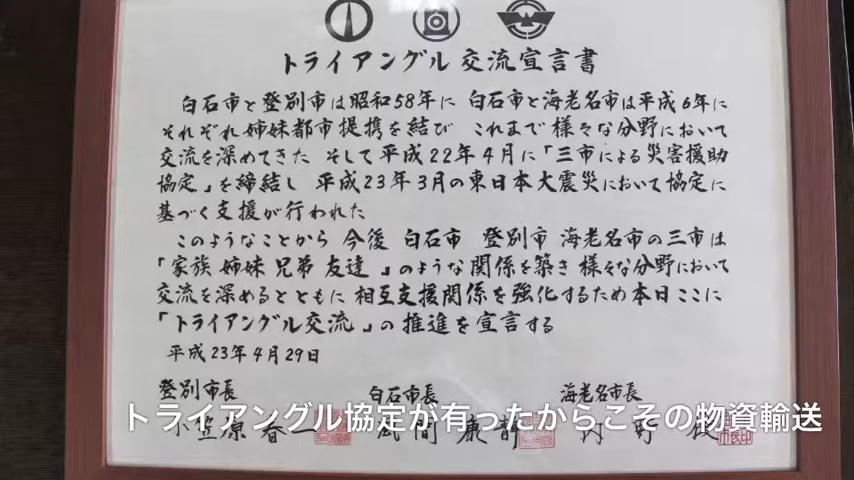 トライアングル交流宣言書
白石市と登別市は昭和58年に 白石市と海老名市は平成6年に
それぞれ姉妹都市提携を結び これまで様々な分野において
交流を深めてきた そして平成22年4月に「三市による災害援助
協定」を締結し 平成23年3月の東日本大震災において協定に
基づく支援が行われた
このようなことから 今後 白石市 登別市 海老名市の三市は
「家族 姉妹 兄弟 友達」のような関係を築き 様々な分野において
交流を深めるとともに 相互支援関係を強化するため本日ここに
「トライアングル交流」の推進を宣言する
平成23年4月29日
登別市長 白石市長 海老名市長
トライアングル協定が有ったからこその物資輸送
小笠原春一 風間康 内野